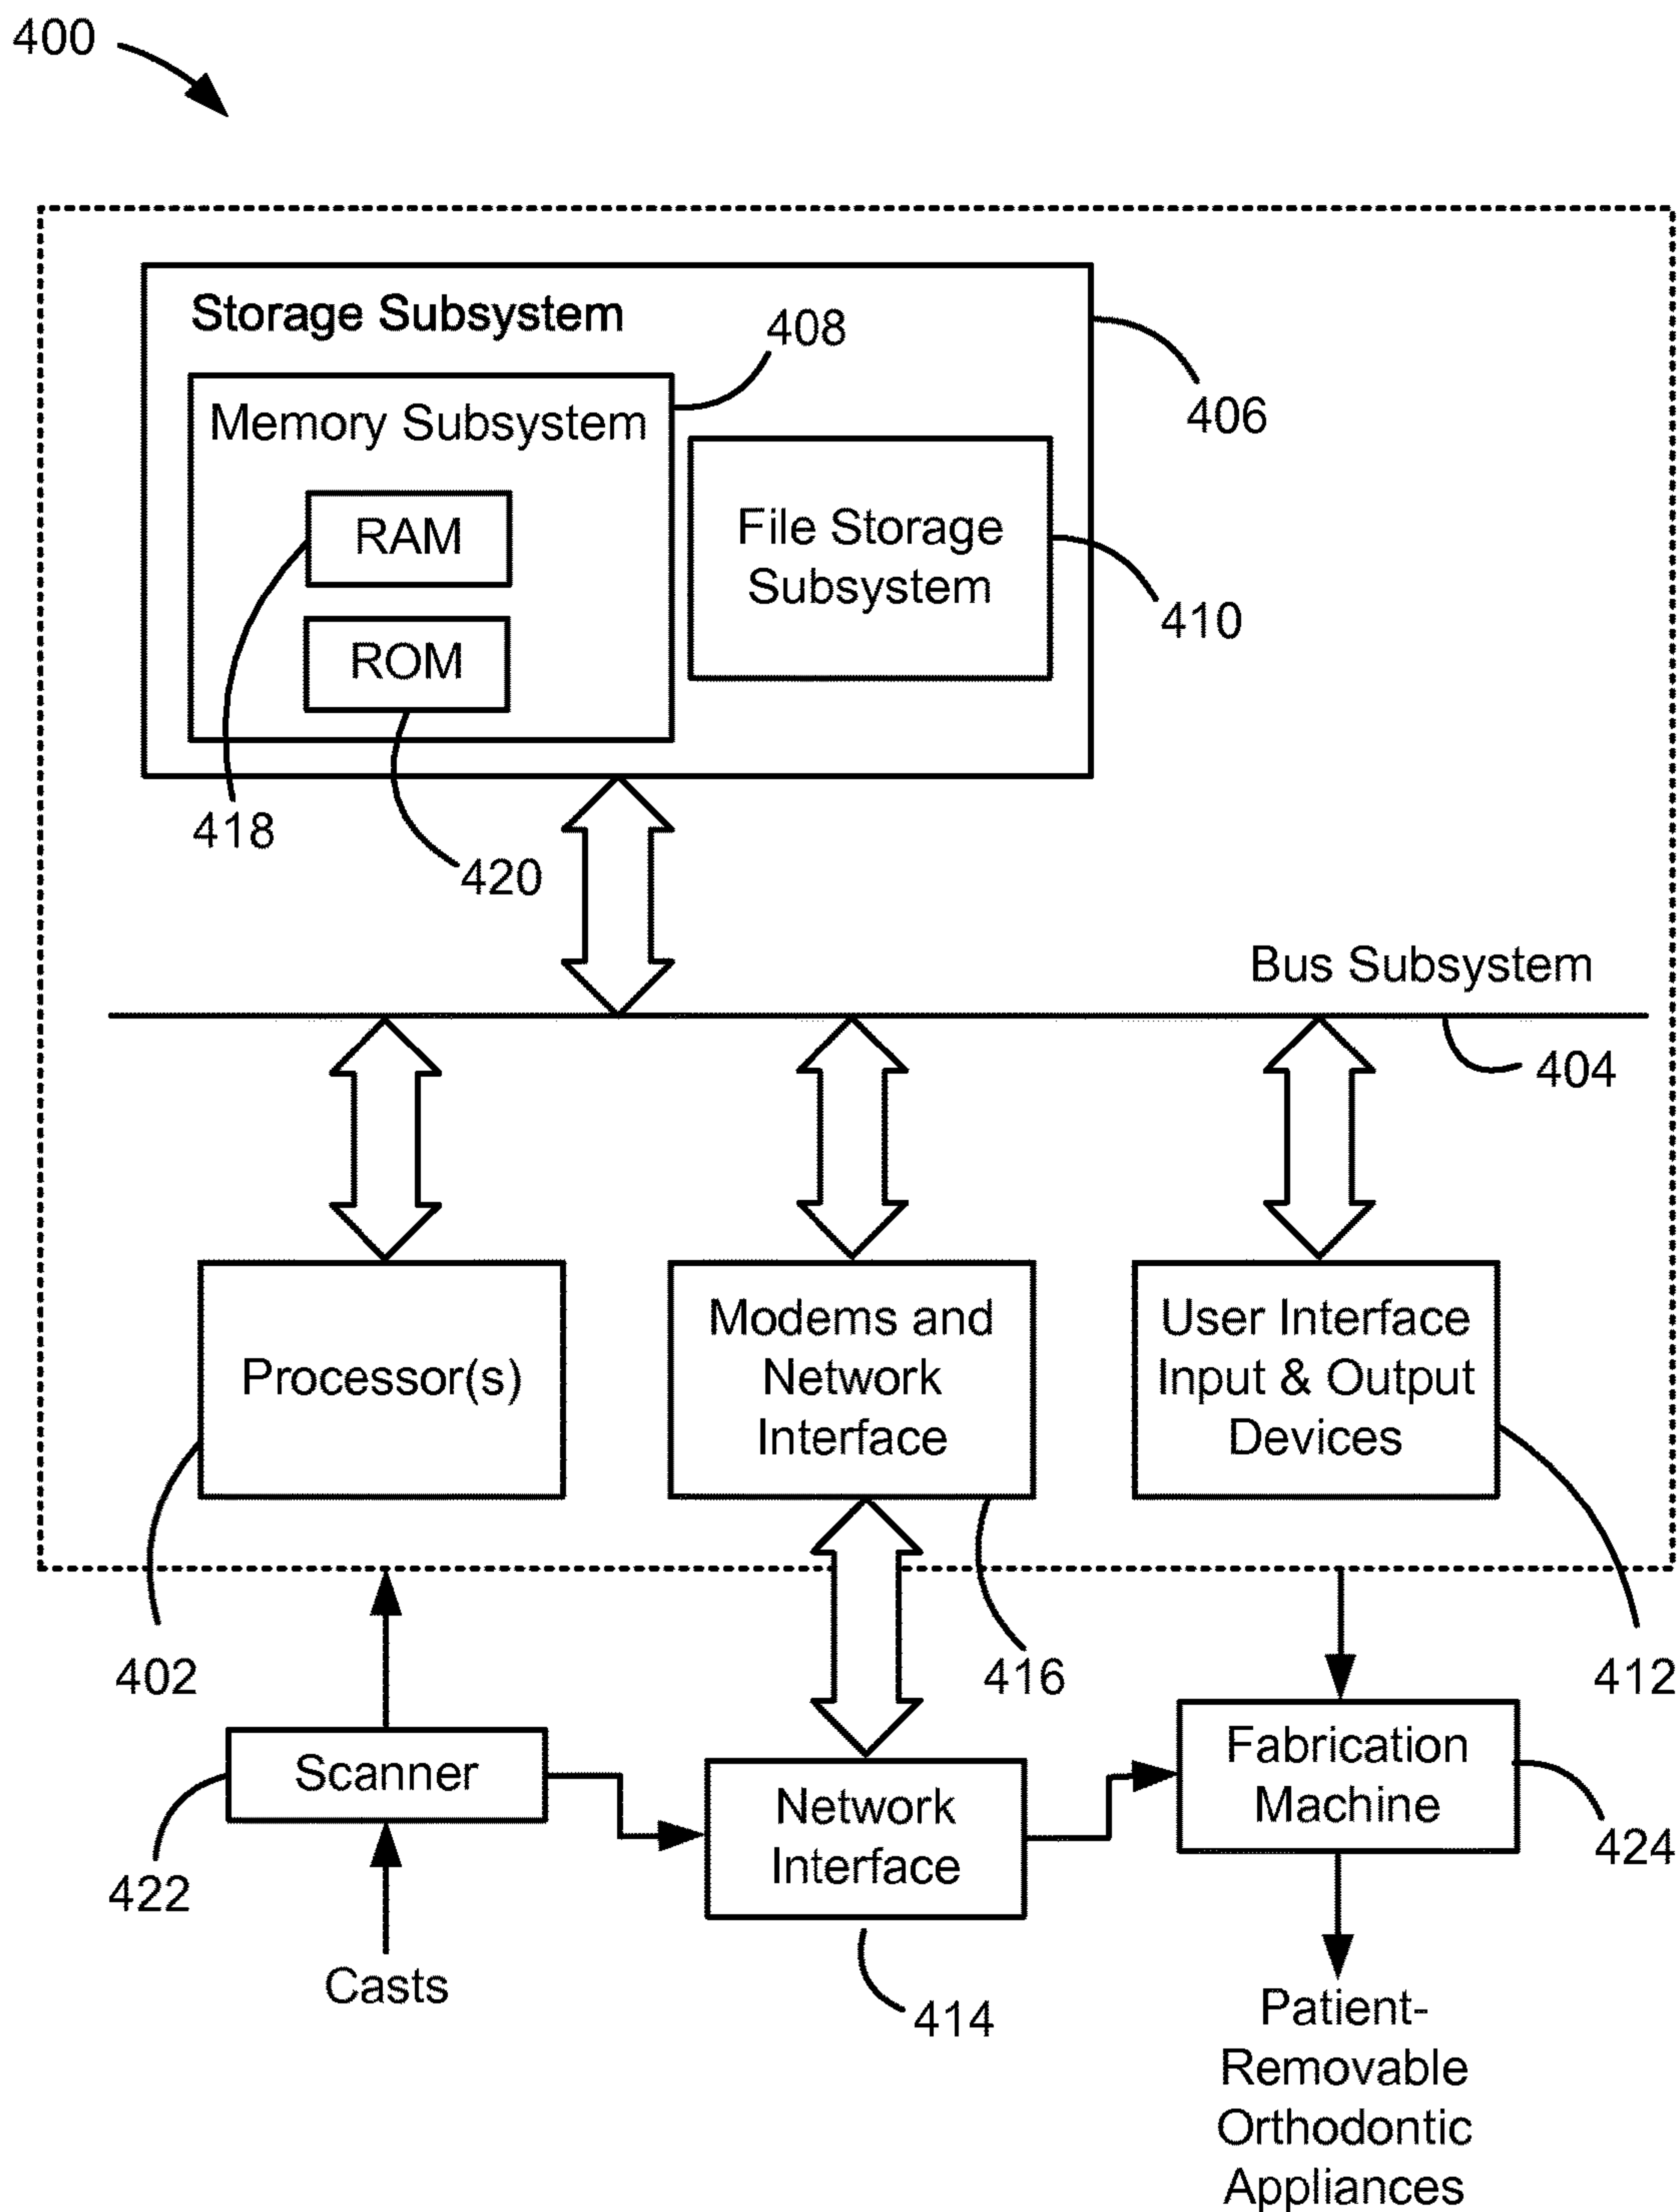 400
Storage Subsystem
408
406
Memory Subsystem
RAM
ROM
File Storage
Subsystem
410
418
420
Bus Subsystem
404
Processor(s)
Modems and
Network
Interface
User Interface
Input & Output
Devices
402
416
412
Scanner
422
Casts
Network
Interface
414
Fabrication
Machine
424
Patient-
Removable
Orthodontic
Appliances